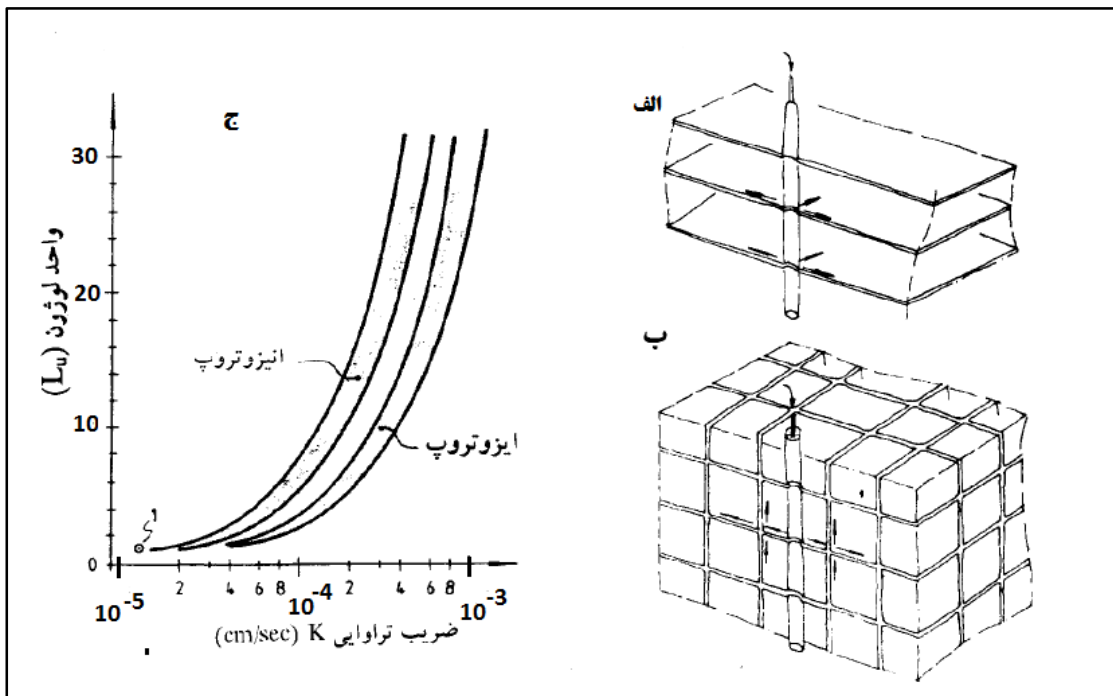 ج
30
20
10
0
واحد لوژون (Lu)
انیزوتروپ
ایزوتروپ
2 4 6 8 2 4 6 8
10-5 10-4 10-3
ضریب تراوایی K (cm/sec)
الف
ب